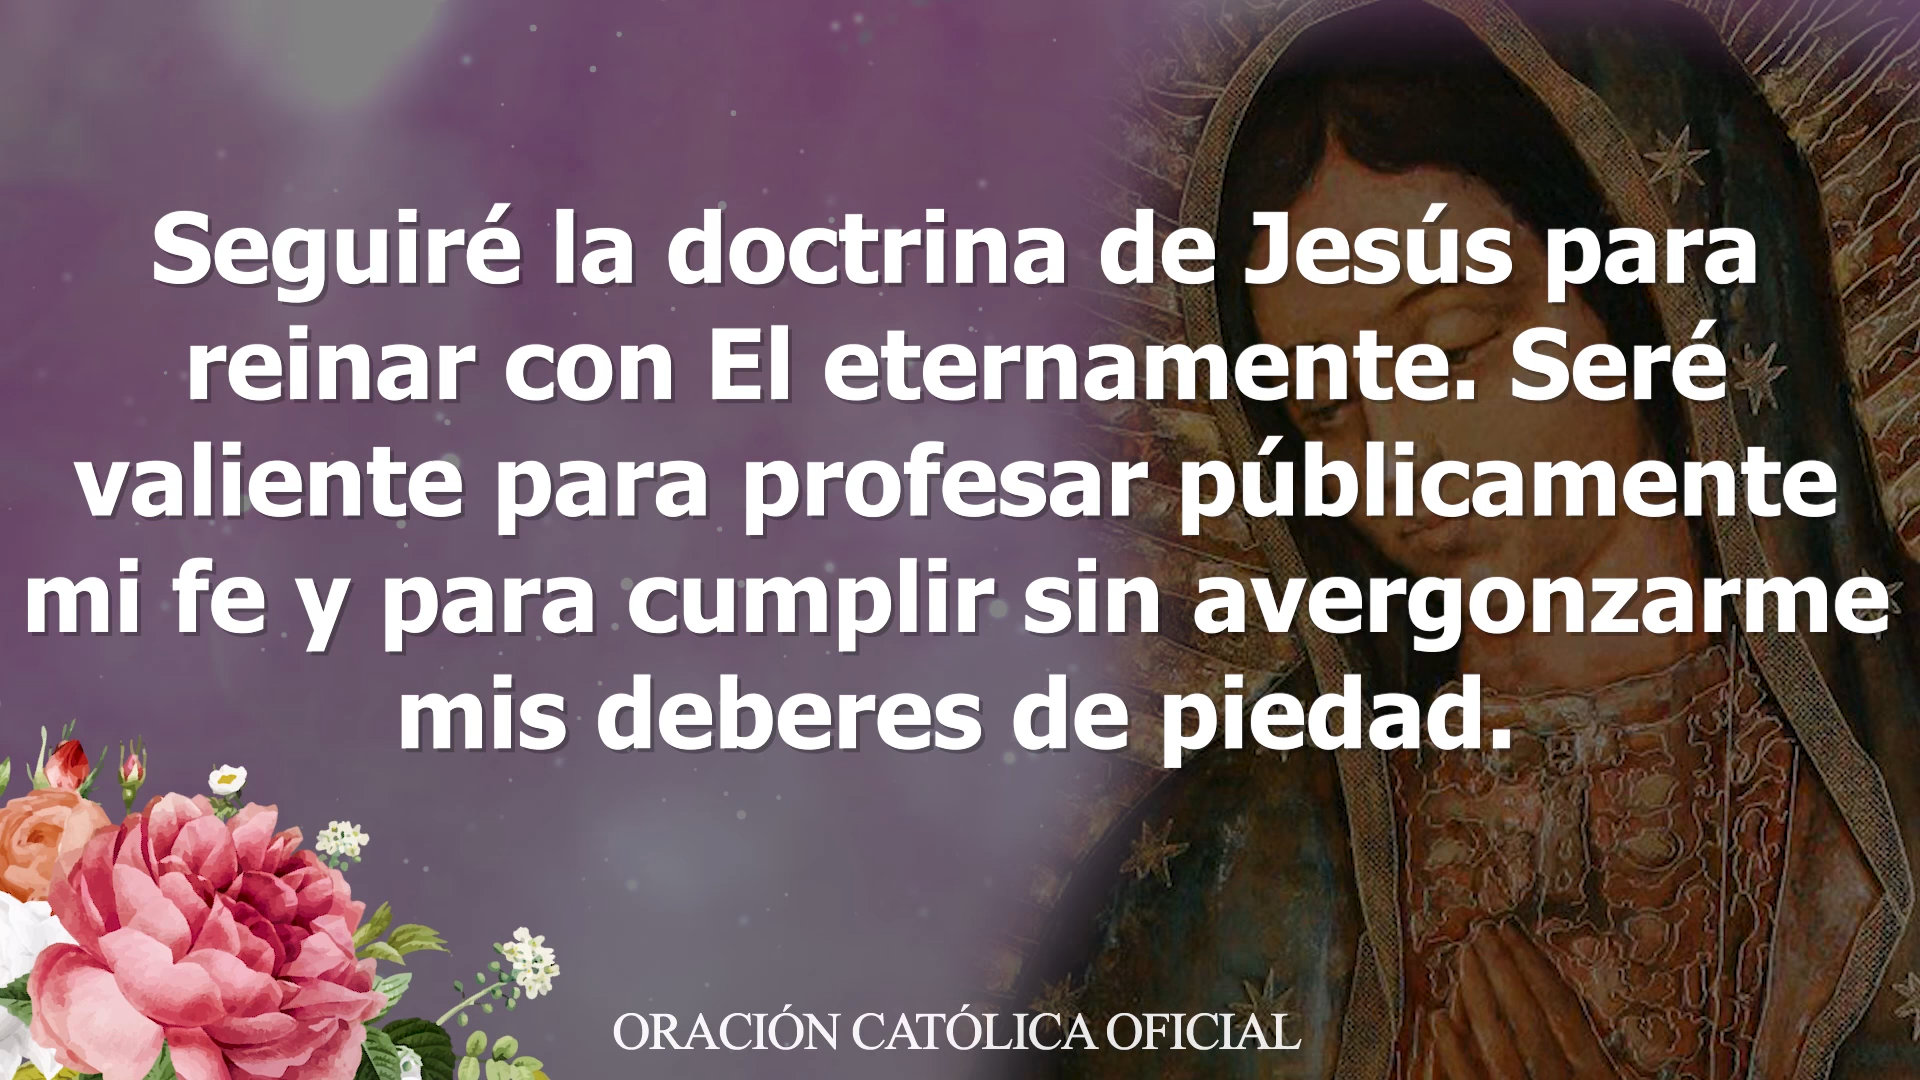 Seguiré la doctrina de Jesús para
reinar con El eternamente. Seré
valiente para profesar públicamente
mi fe y para cumplir sin avergonzarme
mis deberes de piedad.
ORACIÓN CATÓLICA OFICIAL